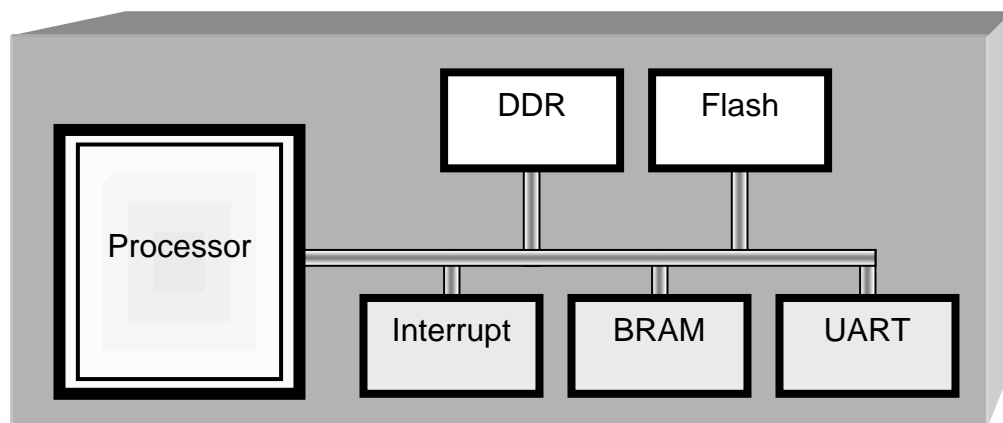 DDR
Flash
Processor
Interrupt
BRAM
UART